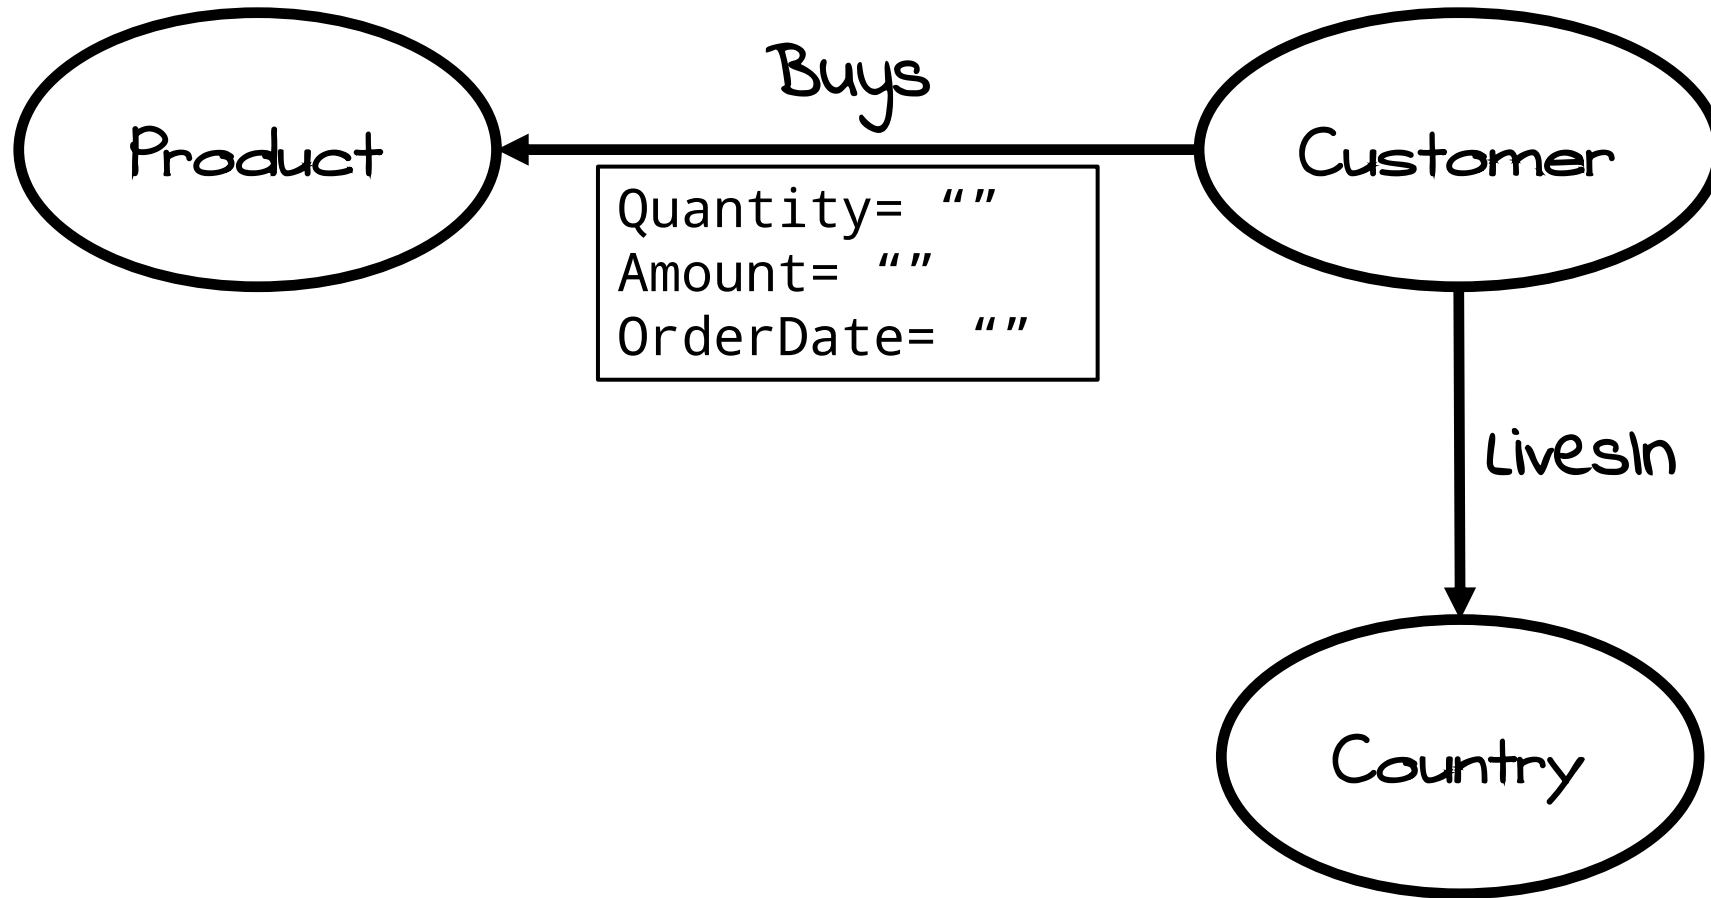 Buys
Product
Customer
Quantity= “”
Amount= “”
OrderDate= “”
LivesIn
Country